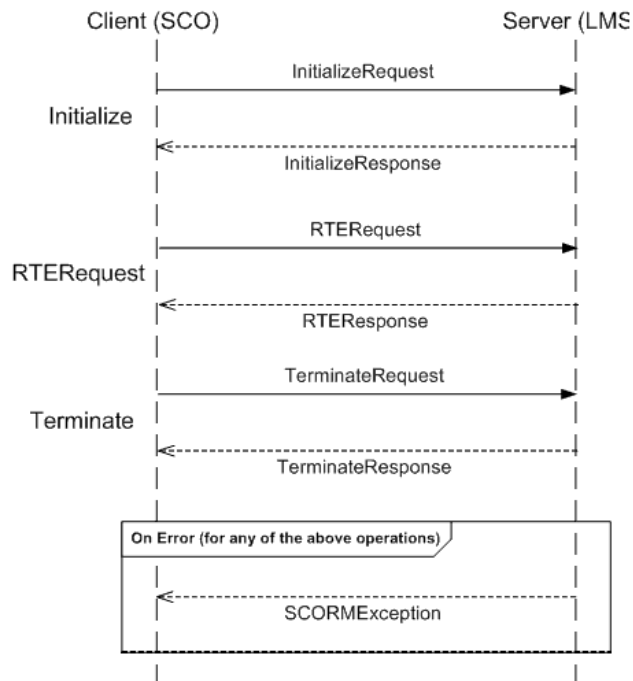 Client (SCO)
Server (LMS
InitializeRequest
Initialize
InitializeResponse
RTERequest
RTERequest
RTEResponse
TerminateRequest
Terminate
TerminateResponse
On Error (for any of the above operations)
SCORMException